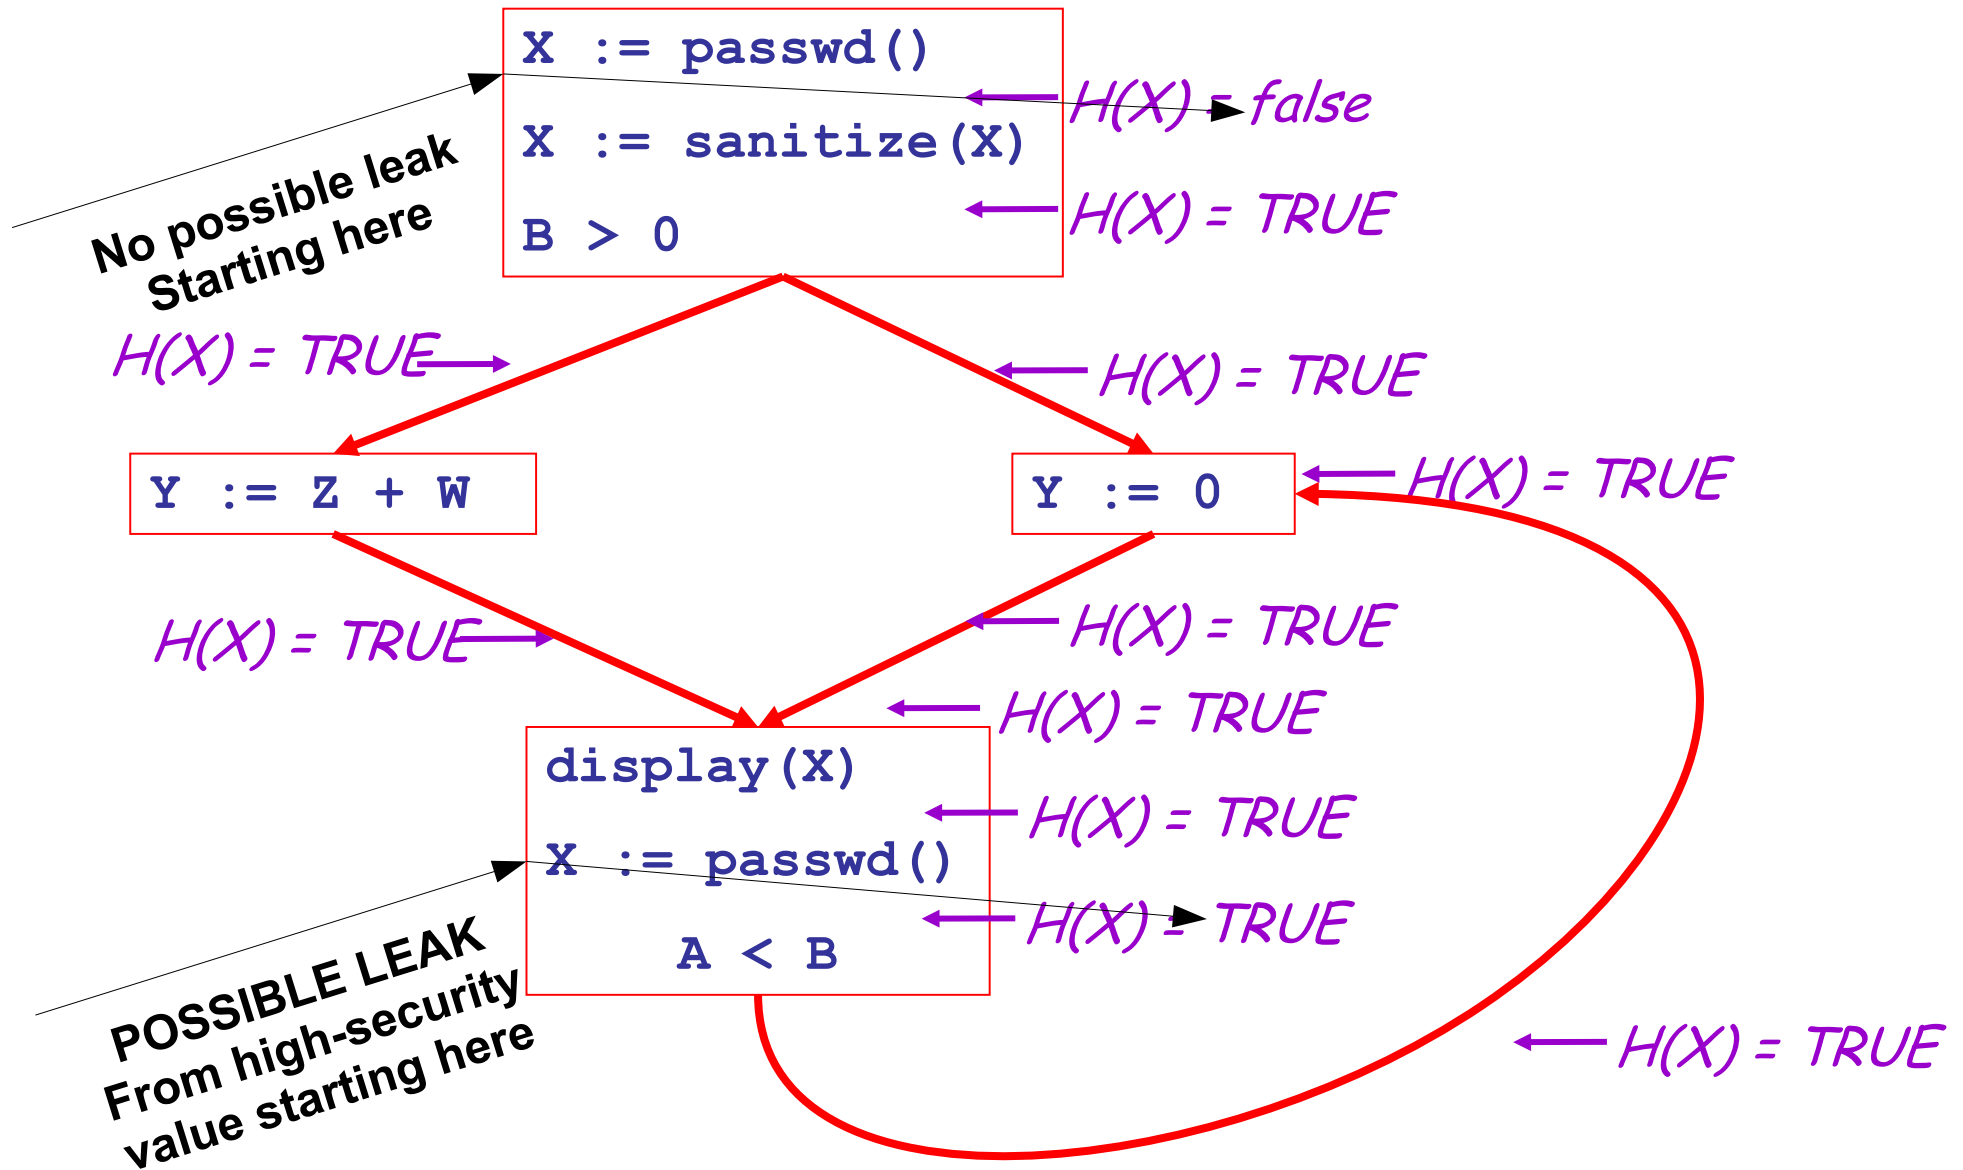 X := passwd()
H(X) = false
X := sanitize(X)
H(X) = TRUE
B > 0
No possible leak
Starting here
H(X) = TRUE
H(X) = TRUE
Y := Z + W
Y := 0
H(X) = TRUE
H(X) = TRUE
H(X) = TRUE
H(X) = TRUE
display(X)
H(X) = TRUE
X := passwd()
H(X) = TRUE
A < B
POSSIBLE LEAK
From high-security
value starting here
H(X) = TRUE